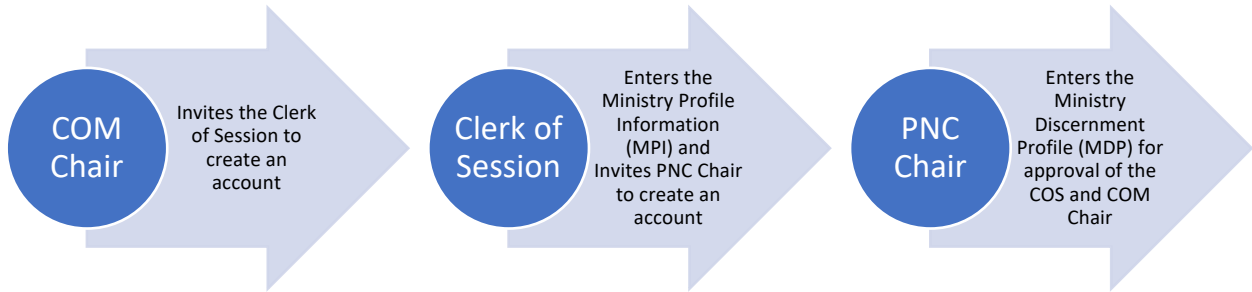 COM
Chair
Invites the Clerk
of Session to
create an
account
Clerk of
Session
Enters the
Ministry Profile
Information
(MPI) and
Invites PNC Chair
to create an
account
PNC
Chair
Enters the
Ministry
Discernment
Profile (MDP) for
approval of the
COS and COM
Chair